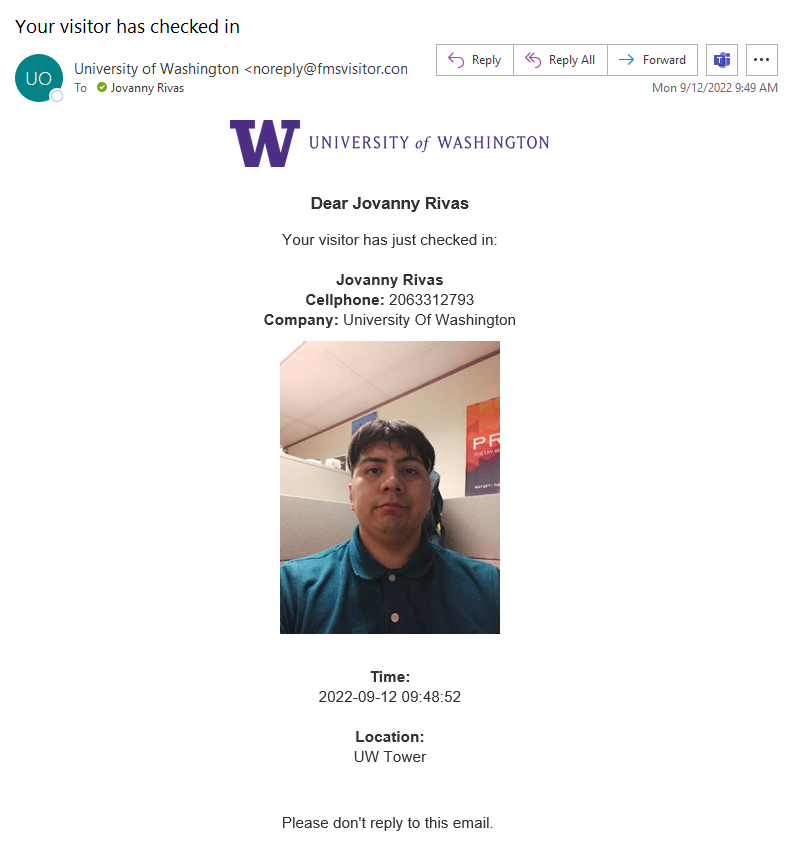 Your visitor has checked in
UO
University of Washington <noreply@fmsvisitor.con
To Jovanny Rivas
Reply
Reply All
Forward
Mon 9/12/2022 9:49 AM
W UNIVERSITY of WASHINGTON
Dear Jovanny Rivas
Your visitor has just checked in:
Jovanny Rivas
Cellphone: 2063312793
Company: University Of Washington
PR
Time:
2022-09-12 09:48:52
Location:
UW Tower
Please don't reply to this email.